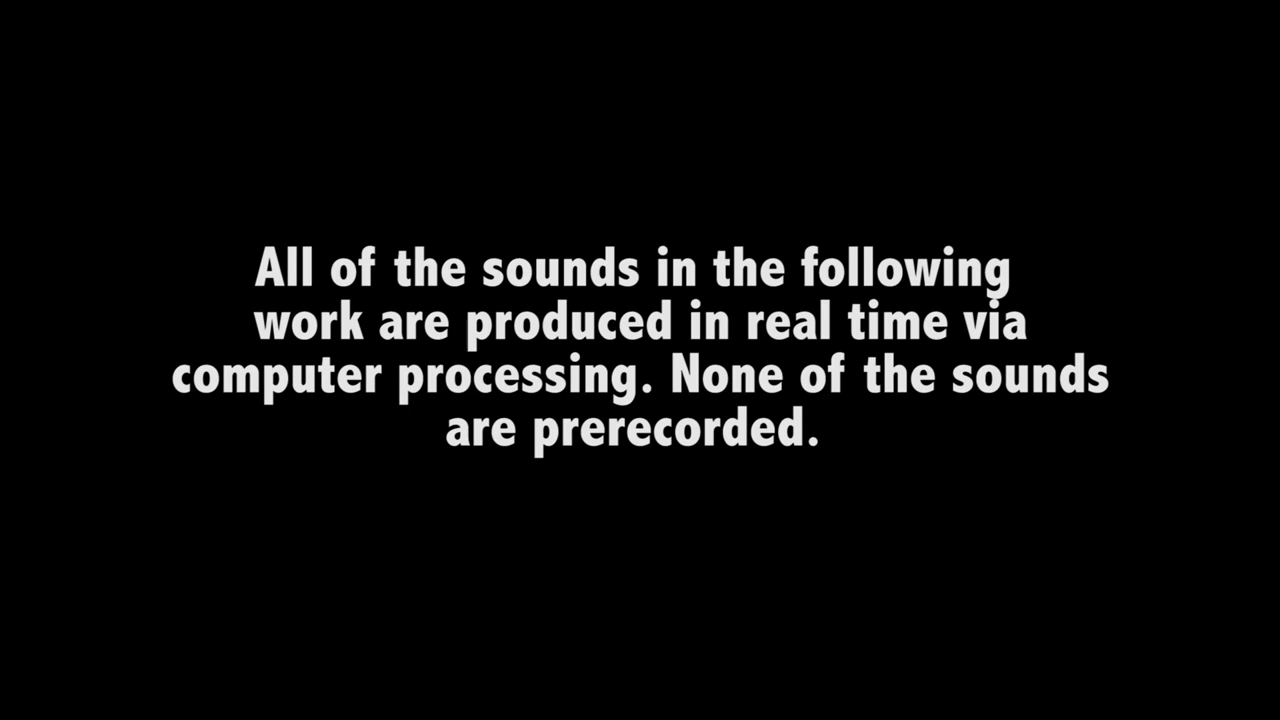 All of the sounds in the following
work are produced in real time via
computer processing. None of the sounds
are prerecorded.